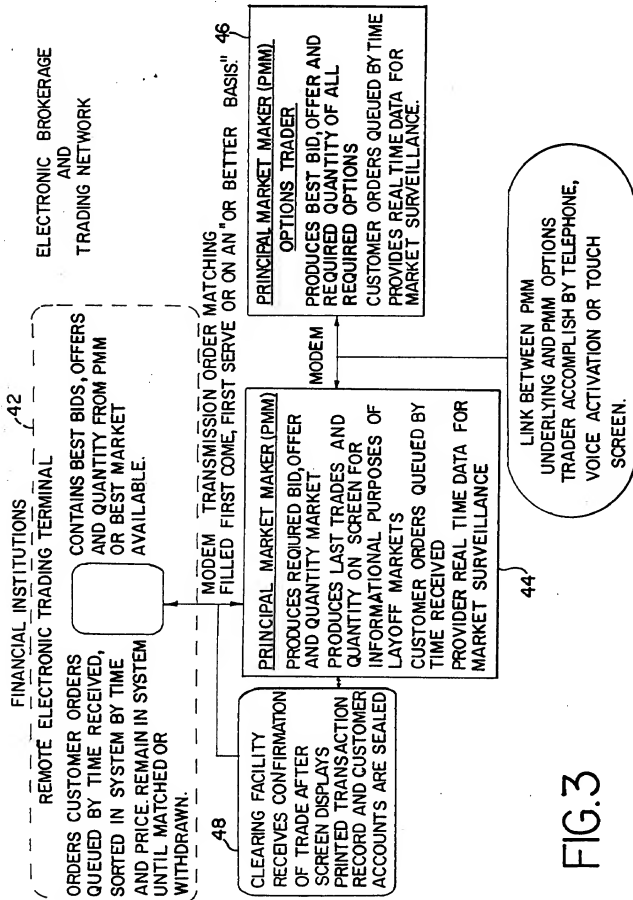 ELECTRONIC BROKERAGE
AND
TRADING NETWORK
FINANCIAL INSTITUTIONS
42
REMOTE ELECTRONIC TRADING TERMINAL
ORDERS CUSTOMER ORDERS
QUEUED BY TIME RECEIVED,
SORTED IN SYSTEM BY TIME
AND PRICE. REMAIN IN SYSTEM
UNTIL MATCHED OR
WITHDRAWN.
CONTAINS BEST BIDS, OFFERS
AND QUANTITY FROM PMM
OR BEST MARKET
AVAILABLE.
MODEM TRANSMISSION ORDER MATCHING
FILLED FIRST COME, FIRST SERVE OR ON AN "OR BETTER BASIS."
48
CLEARING FACILITY
RECEIVES CONFIRMATION
OF TRADE AFTER
SCREEN DISPLAYS
PRINTED TRANSACTION
RECORD AND CUSTOMER
ACCOUNTS ARE SEALED
PRINCIPAL MARKET MAKER (PMM)
PRODUCES REQIURED BID, OFFER
AND QUANTITY MARKET
PRODUCES LAST TRADES AND
QUANTITY ON SCREEN FOR
INFORMATIONAL PURPOSES OF
LAYOFF MARKETS
CUSTOMER ORDERS QUEUED BY
TIME RECEIVED
PROVIDER REAL TIME DATA FOR
MARKET SURVEILLANCE
44
MODEM
46
PRINCIPAL MARKET MAKER (PMM)
OPTIONS TRADER
PRODUCES BEST BID, OFFER AND
REQUIRED QUANTITY OF ALL
REQUIRED OPTIONS
CUSTOMER ORDERS QUEUED BY TIME
PROVIDES REAL TIME DATA FOR
MARKET SURVEILLANCE.
LINK BETWEEN PMM
UNDERLYING AND PMM OPTIONS
TRADER ACCOMPLISH BY TELEPHONE,
VOICE ACTIVATION OR TOUCH
SCREEN.
FIG.3